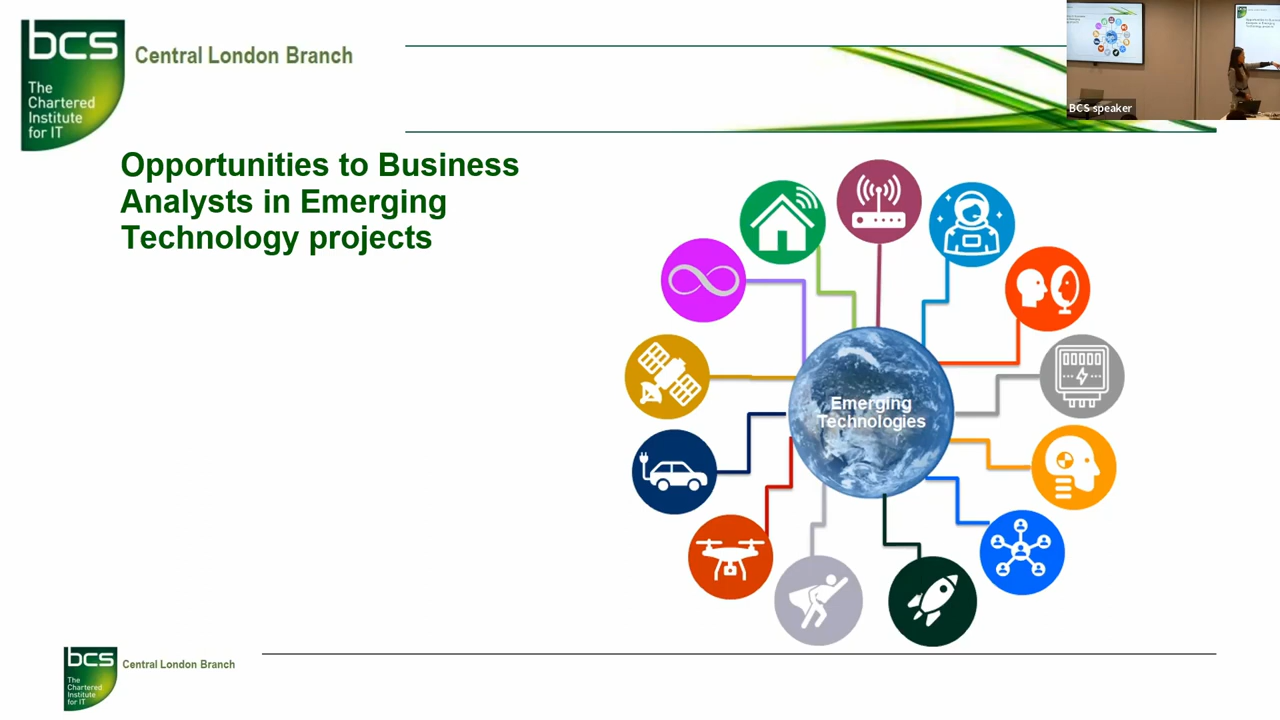 bcs
The
Chartered
Institute
for IT
Central London Branch
BCS speaker
Opportunities to Business
Analysts in Emerging
Technology projects
Emerging
Technologies
bcs
The
Chartered
Institute
for IT
Central London Branch